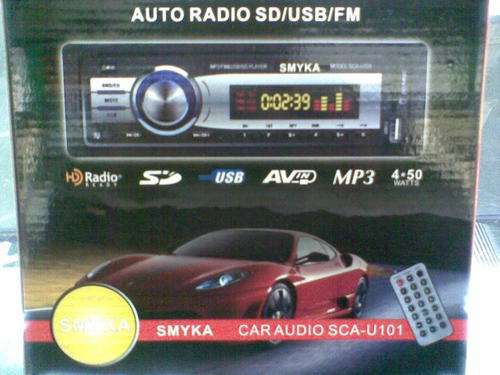 AUTO RADIO SD/USB/FM
SMYKA
0:02:39
HD Radio
READY
SD
USB
AV IN
MP3
4×50
WATTS
SMYKA
SMYKA
CAR AUDIO SCA-U101